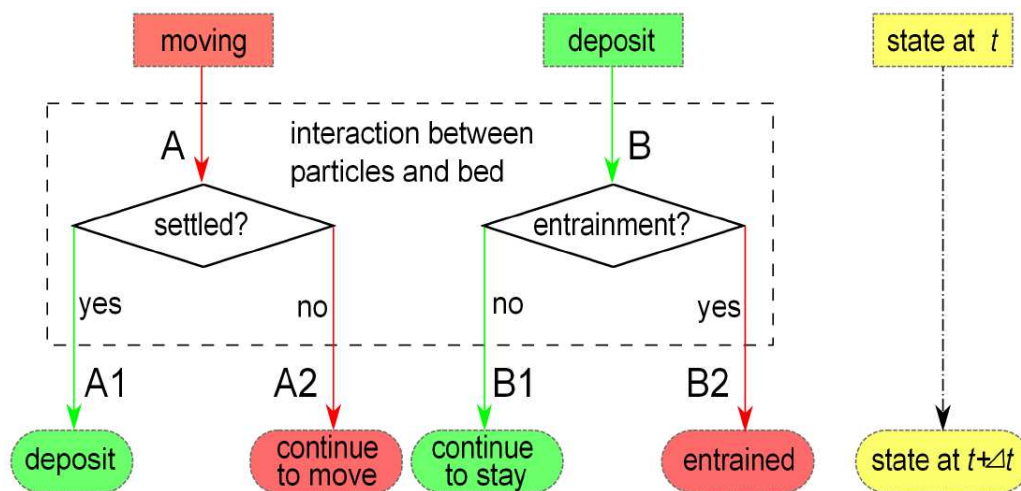 moving
deposit
state at t
A
interaction between
particles and bed
B
settled?
entrainment?
yes
no
no
yes
A1
A2
B1
B2
deposit
continue
to move
continue
to stay
entrained
state at t+Δt